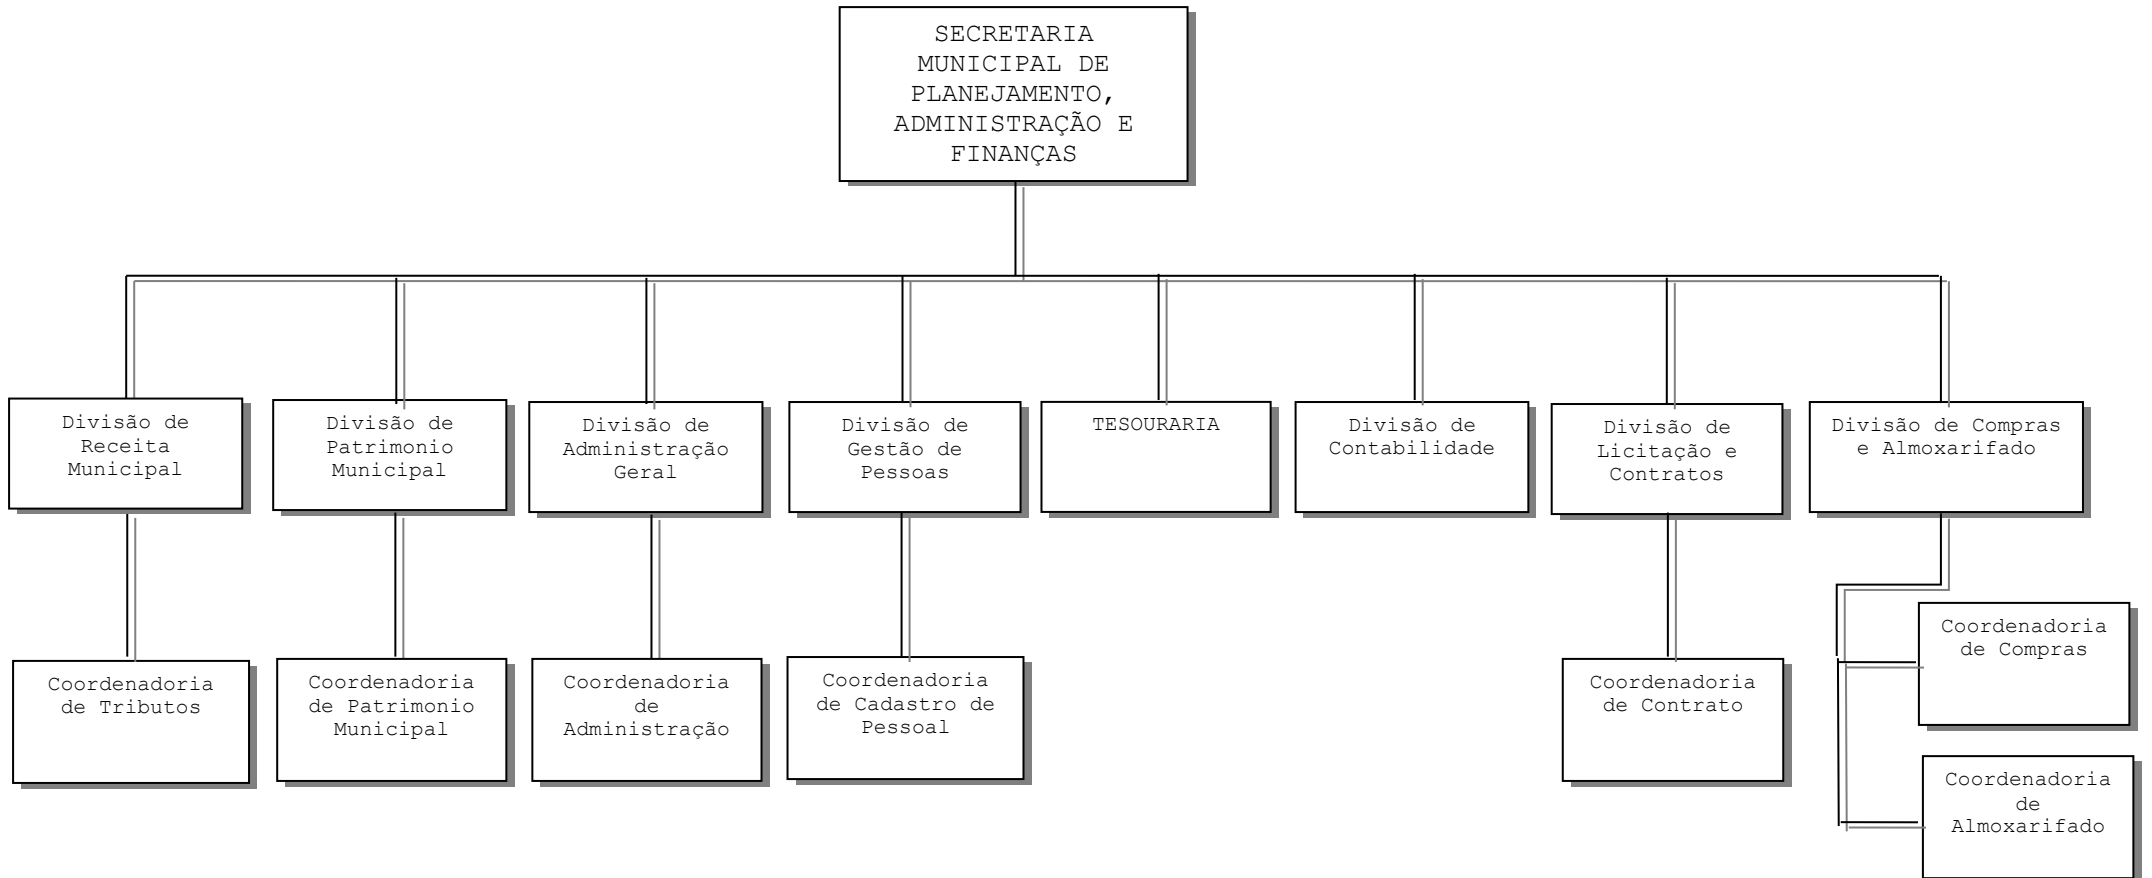 SECRETARIA
MUNICIPAL DE
PLANEJAMENTO,
ADMINISTRAÇÃO E
FINANÇAS
Divisão de
Receita
Municipal
Divisão de
Patrimonio
Municipal
Divisão de
Administração
Geral
Divisão de
Gestão de
Pessoas
TESOURARIA
Divisão de
Contabilidade
Divisão de
Licitação e
Contratos
Divisão de Compras
e Almoxarifado
Coordenadoria
de Tributos
Coordenadoria
de Patrimonio
Municipal
Coordenadoria
de
Administração
Coordenadoria
de Cadastro de
Pessoal
Coordenadoria
de Contrato
Coordenadoria
de Compras
Coordenadoria
de
Almoxarifado